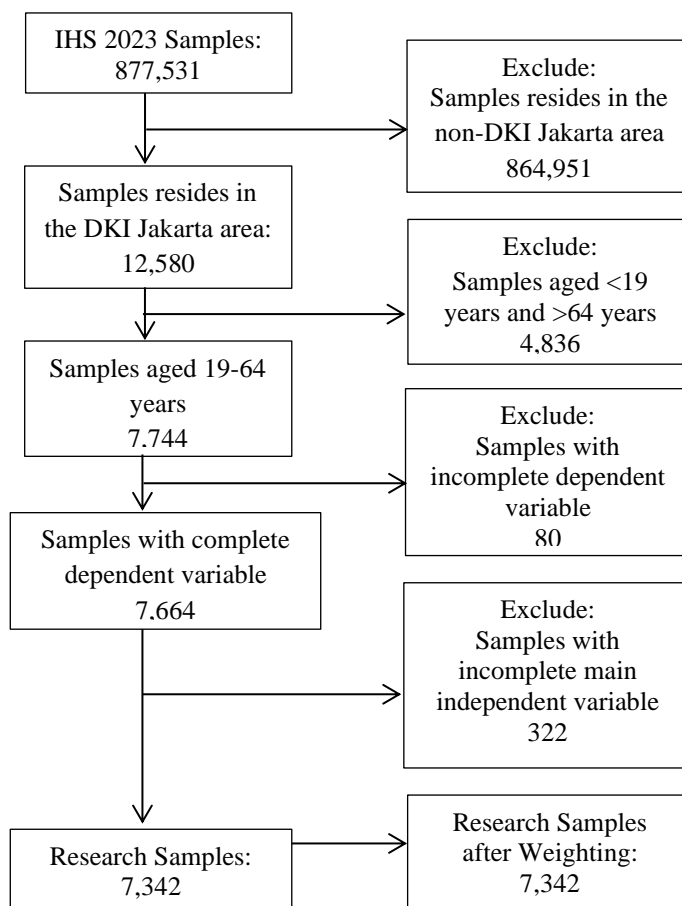 IHS 2023 Samples:
877,531
Exclude:
Samples resides in the
non-DKI Jakarta area
864,951
Samples resides in
the DKI Jakarta area:
12,580
Exclude:
Samples aged <19
years and >64 years
4,836
Samples aged 19-64
years
7,744
Exclude:
Samples with
incomplete dependent
variable
80
Samples with complete
dependent variable
7,664
Exclude:
Samples with
incomplete main
independent variable
322
Research Samples:
7,342
Research Samples
after Weighting:
7,342